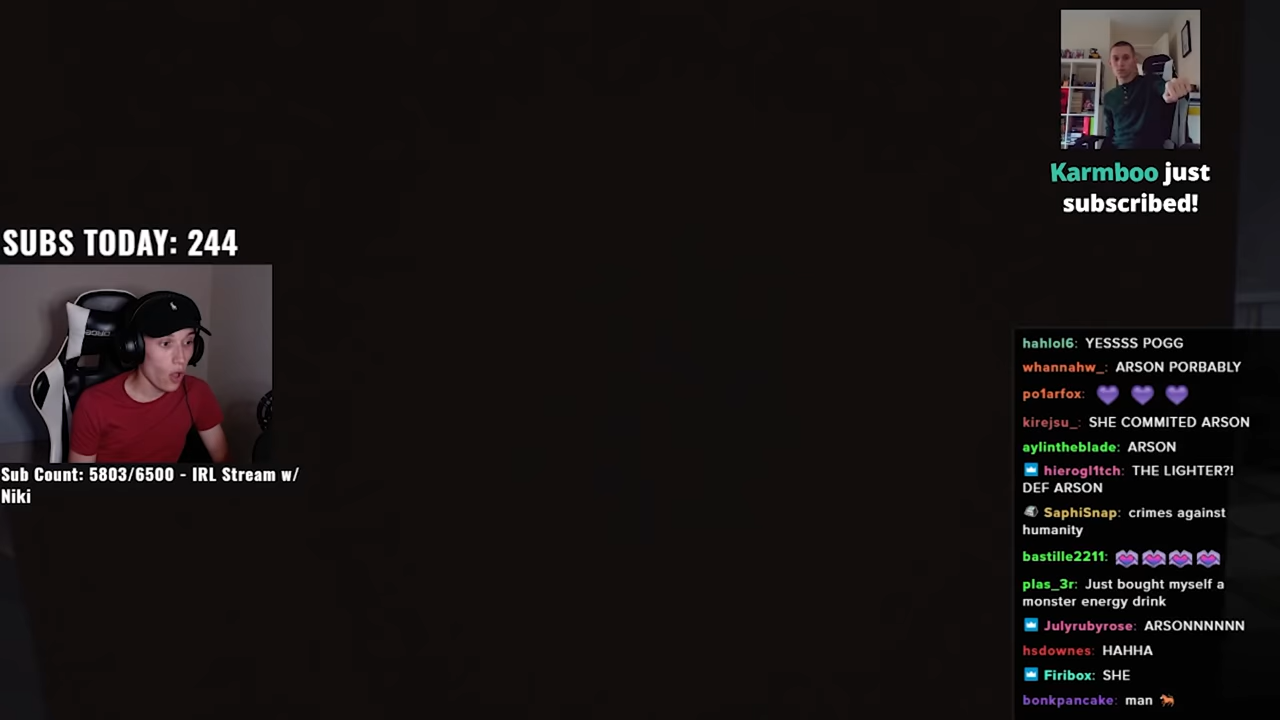 Karmboo just
subscribed!
SUBS TODAY: 244
Sub Count: 5803/6500 - IRL Stream w/
Niki
hahlol6: YESSSS POGG
whannahw_: ARSON PORBABLY
po1arfox:
kirejsu_: SHE COMMITED ARSON
aylintheblade: ARSON
hierogl1tch: THE LIGHTER?!
DEF ARSON
SaphiSnap: crimes against
humanity
bastille2211:
plas_3r: Just bought myself a
monster energy drink
Julyrubyrose: ARSONNNNNN
hsdownes: HAHHA
Firibox: SHE
bonkpancake: man